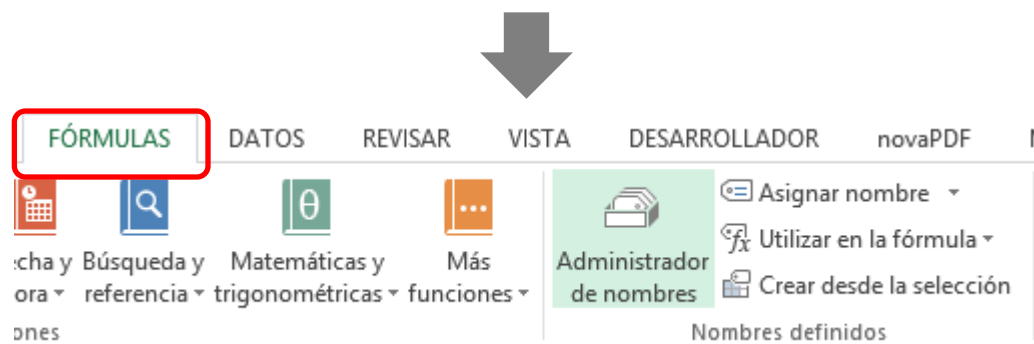 FÓRMULAS DATOS REVISAR VISTA DESARROLLADOR novaPDF
Búsqueda y referencia
Matemáticas y trigonométricas
Más funciones
Administrador de nombres
Asignar nombre
Utilizar en la fórmula
Crear desde la selección
Nombres definidos